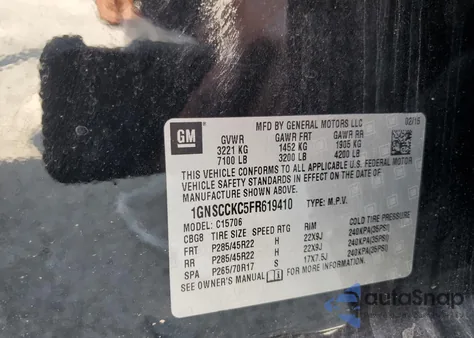 GM
MFD BY GENERAL MOTORS LLC 02/15
GVWR GAWR FRT GAWR RR
3221 KG 1452 KG 1905 KG
7100 LB 3200 LB 4200 LB
THIS VEHICLE CONFORMS TO ALL APPLICABLE U.S. FEDERAL MOTOR
VEHICLE SAFETY, BUMPER, AND THEFT PREVENTION STANDARDS
IN EFFECT ON THE DATE OF MANUFACTURE SHOWN ABOVE.
1GNSCCKC5FR619410 TYPE: M.P.V.
MODEL: C15706
CBG8 TIRE SIZE SPEED RTG RIM COLD TIRE PRESSURE
FRT P285/45R22 H 22X9J 240KPA(35PSI)
RR P285/45R22 H 22X9J 240KPA(35PSI)
SPA P265/70R17 S 17X7.5J 240KPA(35PSI)
SEE OWNER'S MANUAL FOR MORE INFORMATION.
autoSnap